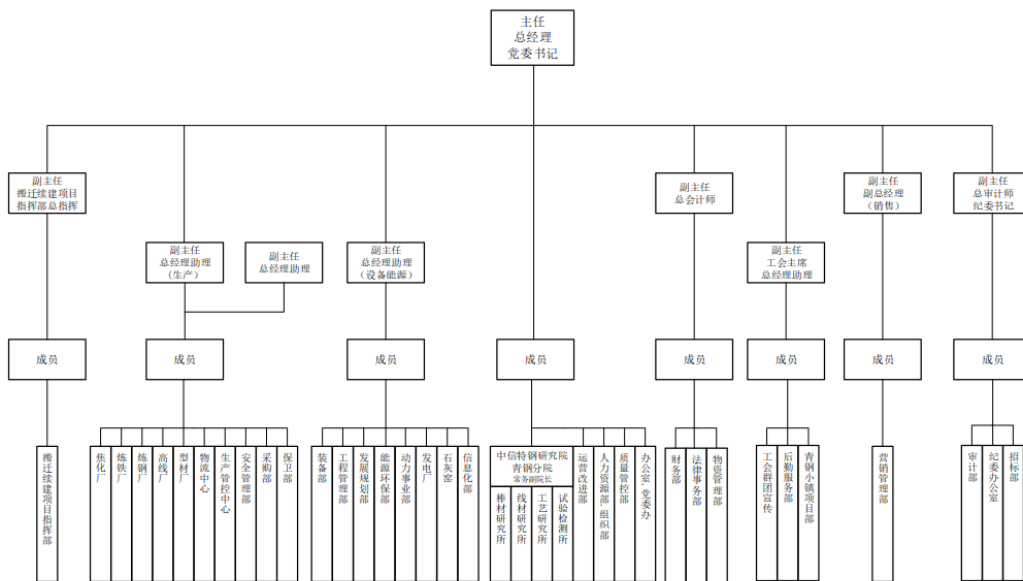 主任
总经理
党委书记
副主任
搬迁续建项目
指挥部总指挥
副主任
总会计师
副主任
副总经理
（销售）
副主任
总审计师
纪委书记
副主任
总经理助理
（生产）
副主任
总经理助理
副主任
总经理助理
（设备能源）
副主任
工会主席
总经理助理
成员
成员
成员
成员
成员
成员
成员
成员
搬迁续建项目指挥部
焦化厂
炼铁厂
炼钢厂
高线厂
型材厂
物流中心
生产管控中心
安全管理部
采购部
保卫部
装备部
工程管理部
发展规划部
能源环保部
动力事业部
发电厂
石灰窑
信息化部
中信特钢研究院
青钢分院
常务副院长
棒材研究所
线材研究所
工艺研究所
试验检测所
运营改进部
人力资源部·组织部
质量管控部
办公室·党委办
财务部
法律事务部
物资管理部
工会群团宣传
后勤服务部
青钢小镇项目部
营销管理部
审计部
纪委办公室
招标部